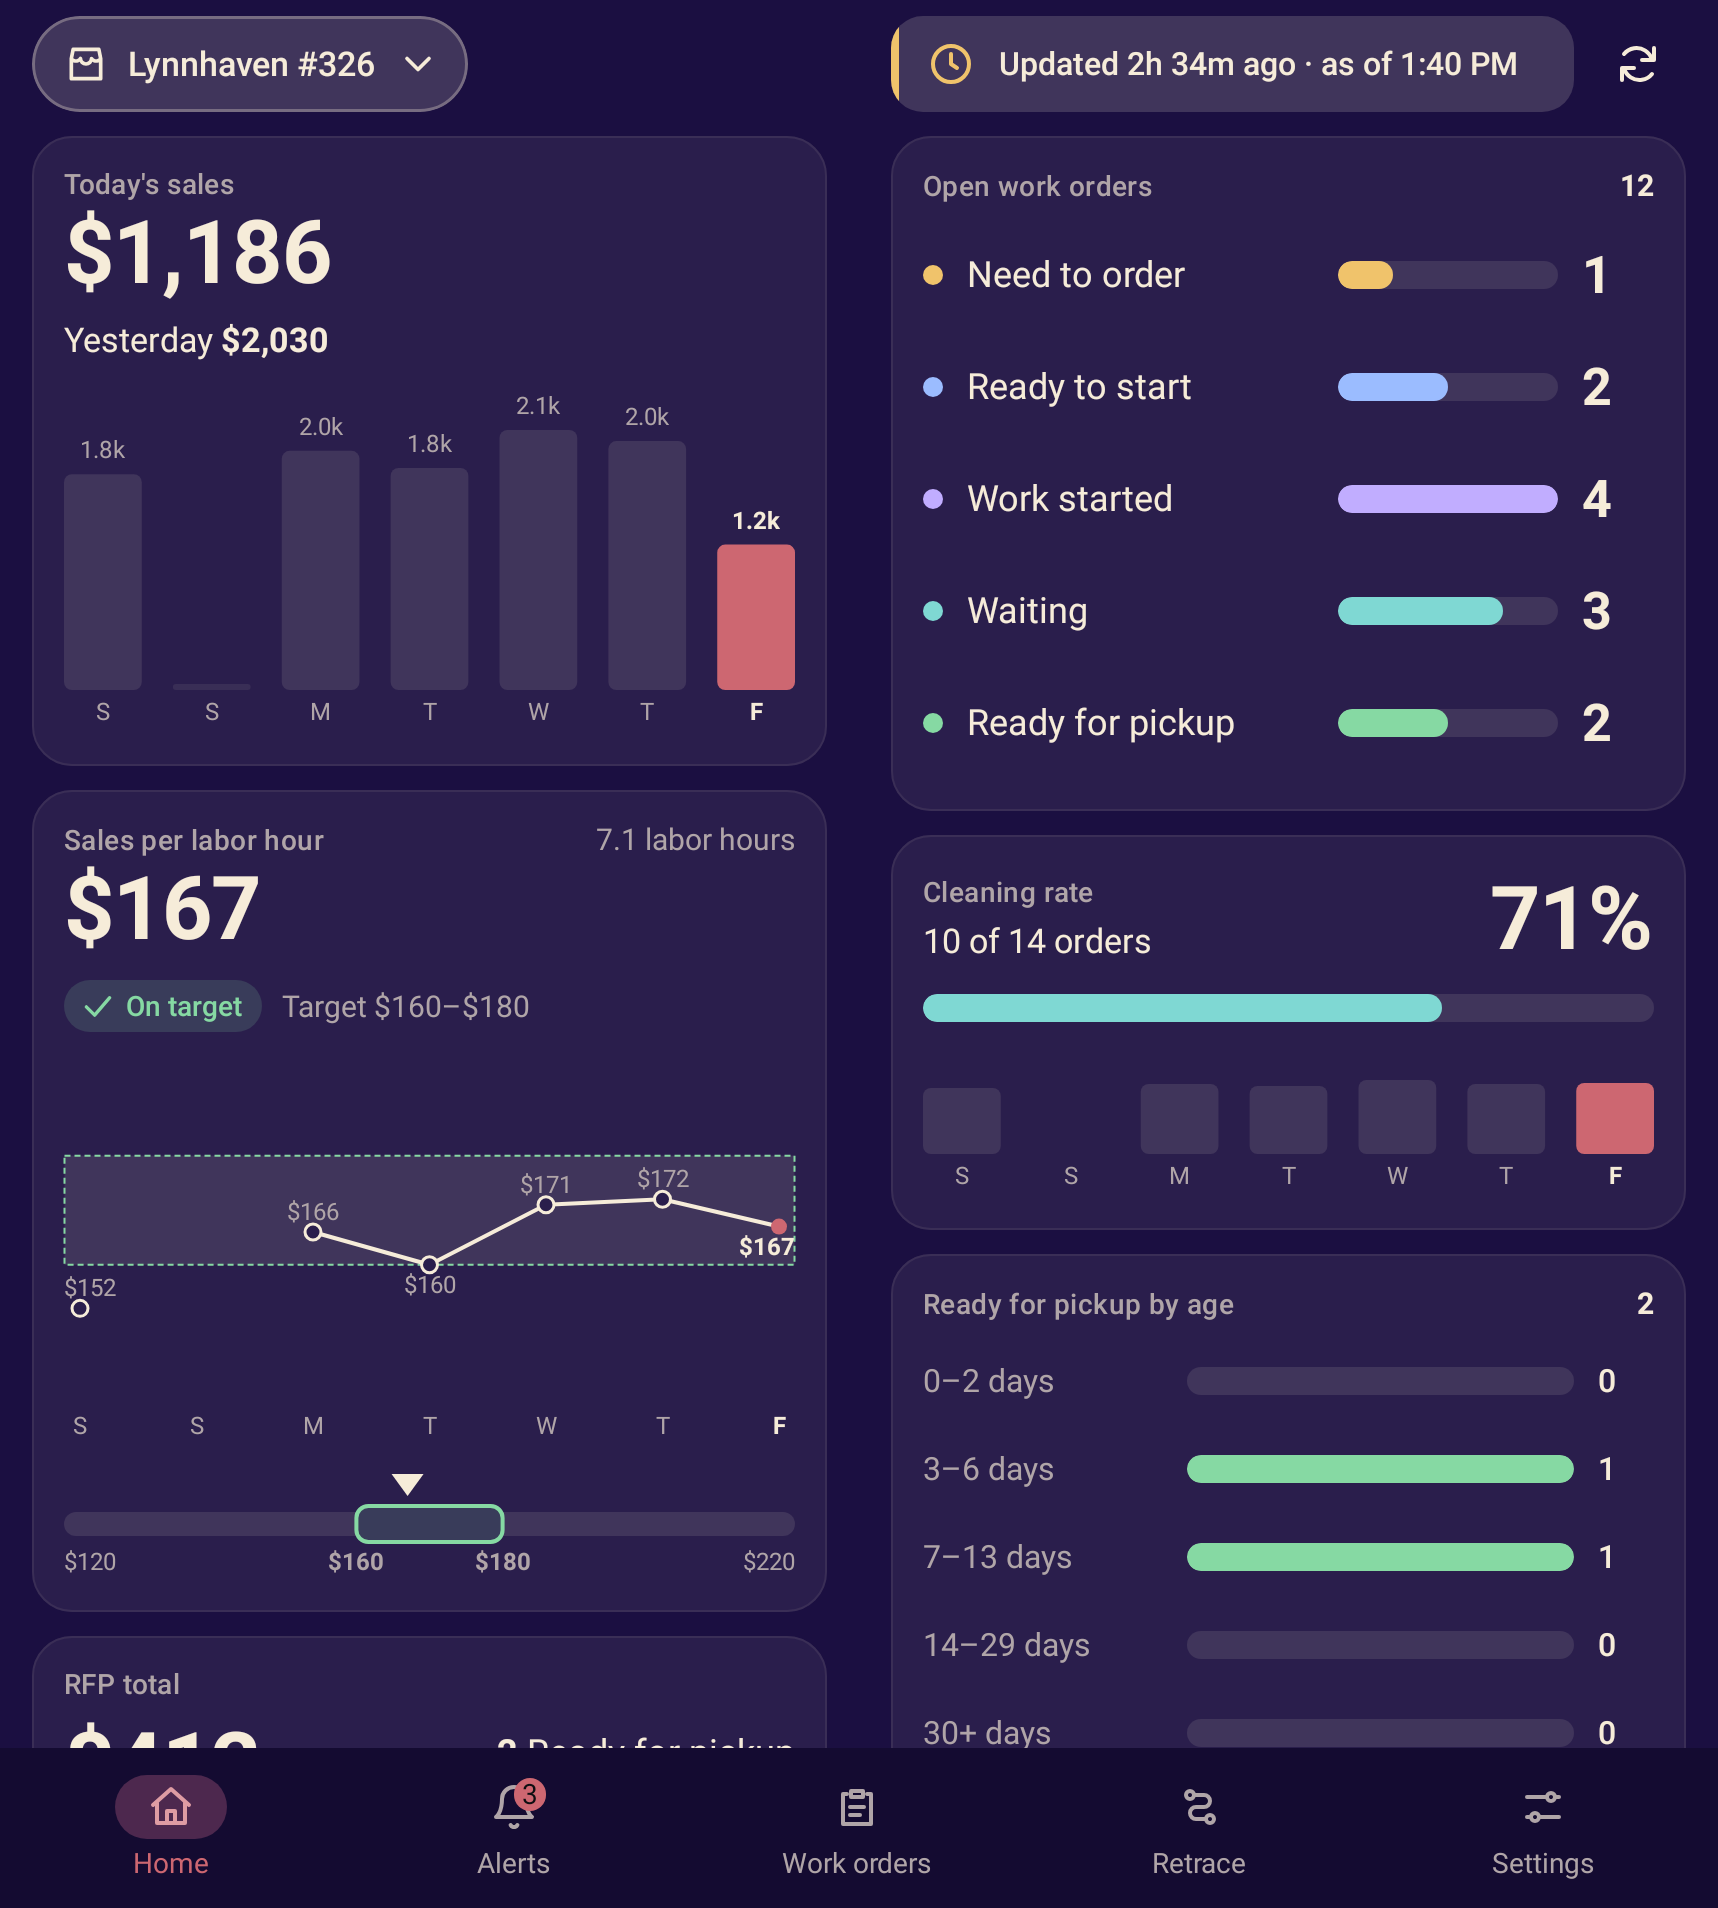 Lynnhaven #326
Updated 2h 34m ago · as of 1:40 PM
Today's sales
$1,186
Yesterday $2,030
1.8k
2.0k
1.8k
2.1k
2.0k
1.2k
S S M T W T F
Open work orders 12
Need to order 1
Ready to start 2
Work started 4
Waiting 3
Ready for pickup 2
Sales per labor hour 7.1 labor hours
$167
On target Target $160–$180
$152
$166
$160
$171
$172
$167
S S M T W T F
$120 $160 $180 $220
Cleaning rate
10 of 14 orders
71%
S S M T W T F
Ready for pickup by age 2
0–2 days 0
3–6 days 1
7–13 days 1
14–29 days 0
30+ days 0
RFP total
2 Ready for pickup
Home
3
Alerts
Work orders
Retrace
Settings